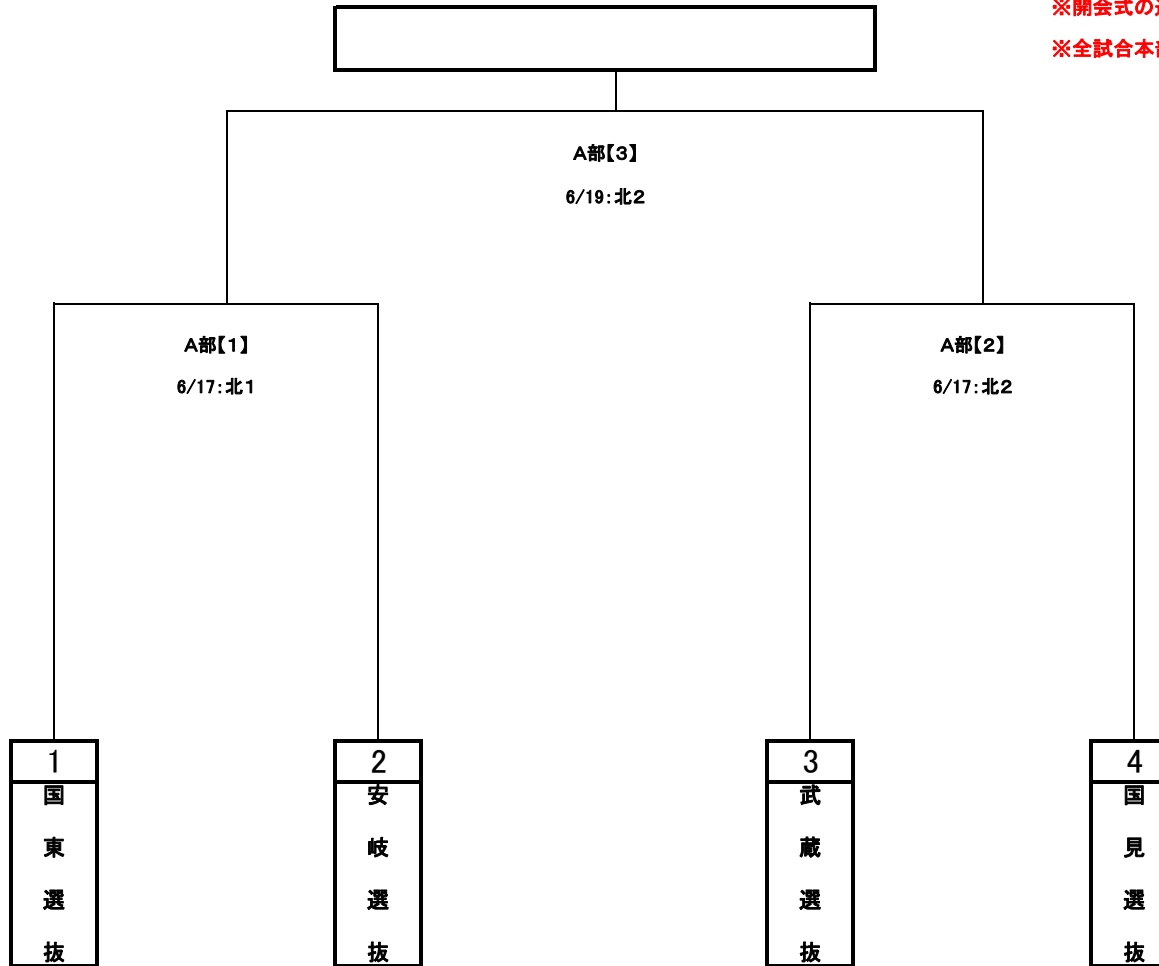 ※開会式の
※全試合本
A部【3】
6/19:北2
A部【1】
6/17:北1
A部【2】
6/17:北2
1
国東選抜
2
安岐選抜
3
武蔵選抜
4
国見選抜